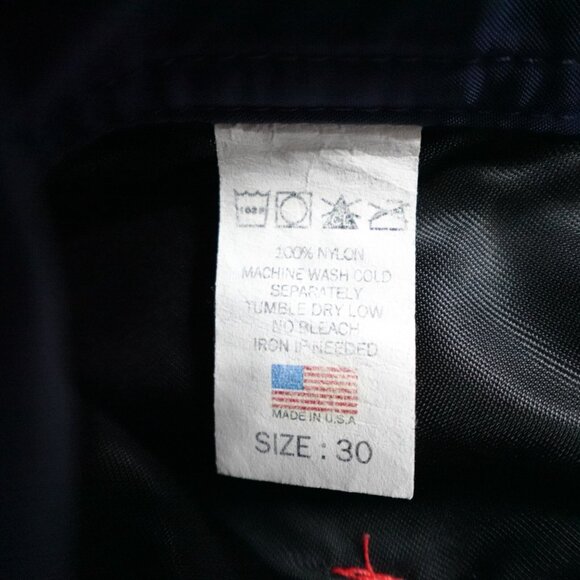 100% NYLON
MACHINE WASH COLD
SEPARATELY
TUMBLE DRY LOW
NO BLEACH
IRON IF NEEDED
MADE IN U.S.A
SIZE : 30